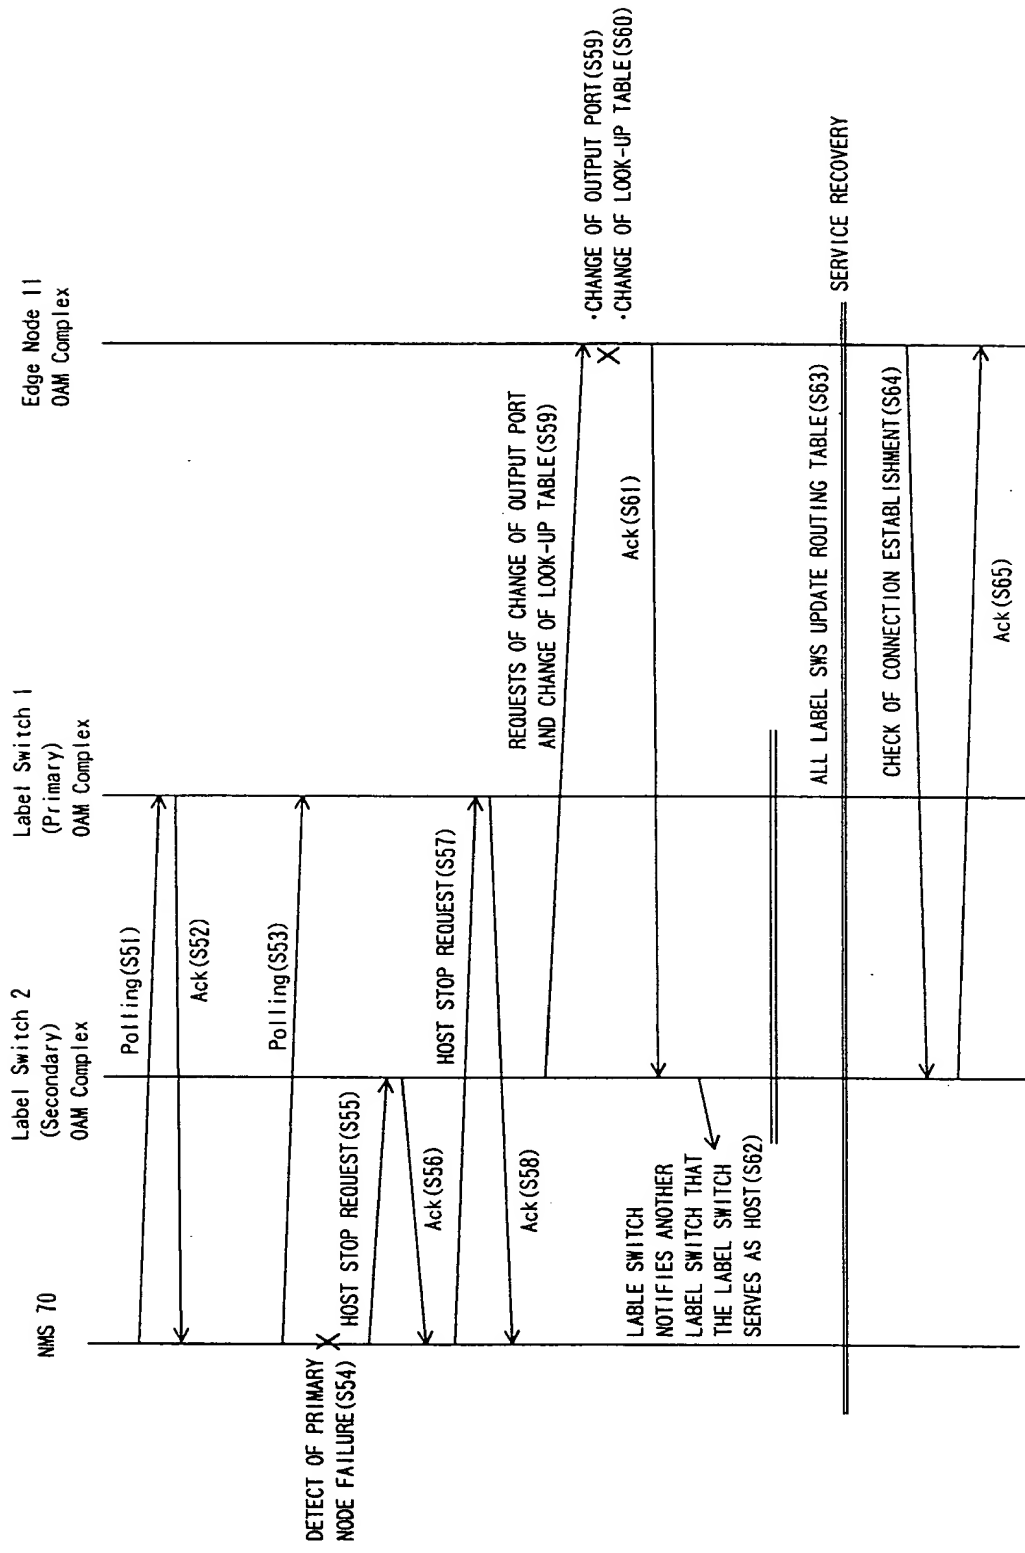 NMS 70
Label Switch 2
(Secondary)
OAM Complex
Label Switch 1
(Primary)
OAM Complex
Edge Node 11
OAM Complex
Polling(S51)
Ack(S52)
Polling(S53)
DETECT OF PRIMARY
NODE FAILURE(S54)
HOST STOP REQUEST(S55)
Ack(S56)
HOST STOP REQUEST(S57)
Ack(S58)
REQUESTS OF CHANGE OF OUTPUT PORT
AND CHANGE OF LOOK-UP TABLE(S59)
·CHANGE OF OUTPUT PORT(S59)
·CHANGE OF LOOK-UP TABLE(S60)
Ack(S61)
LABLE SWITCH
NOTIFIES ANOTHER
LABEL SWITCH THAT
THE LABEL SWITCH
SERVES AS HOST(S62)
ALL LABEL SWS UPDATE ROUTING TABLE(S63)
SERVICE RECOVERY
CHECK OF CONNECTION ESTABLISHMENT(S64)
Ack(S65)